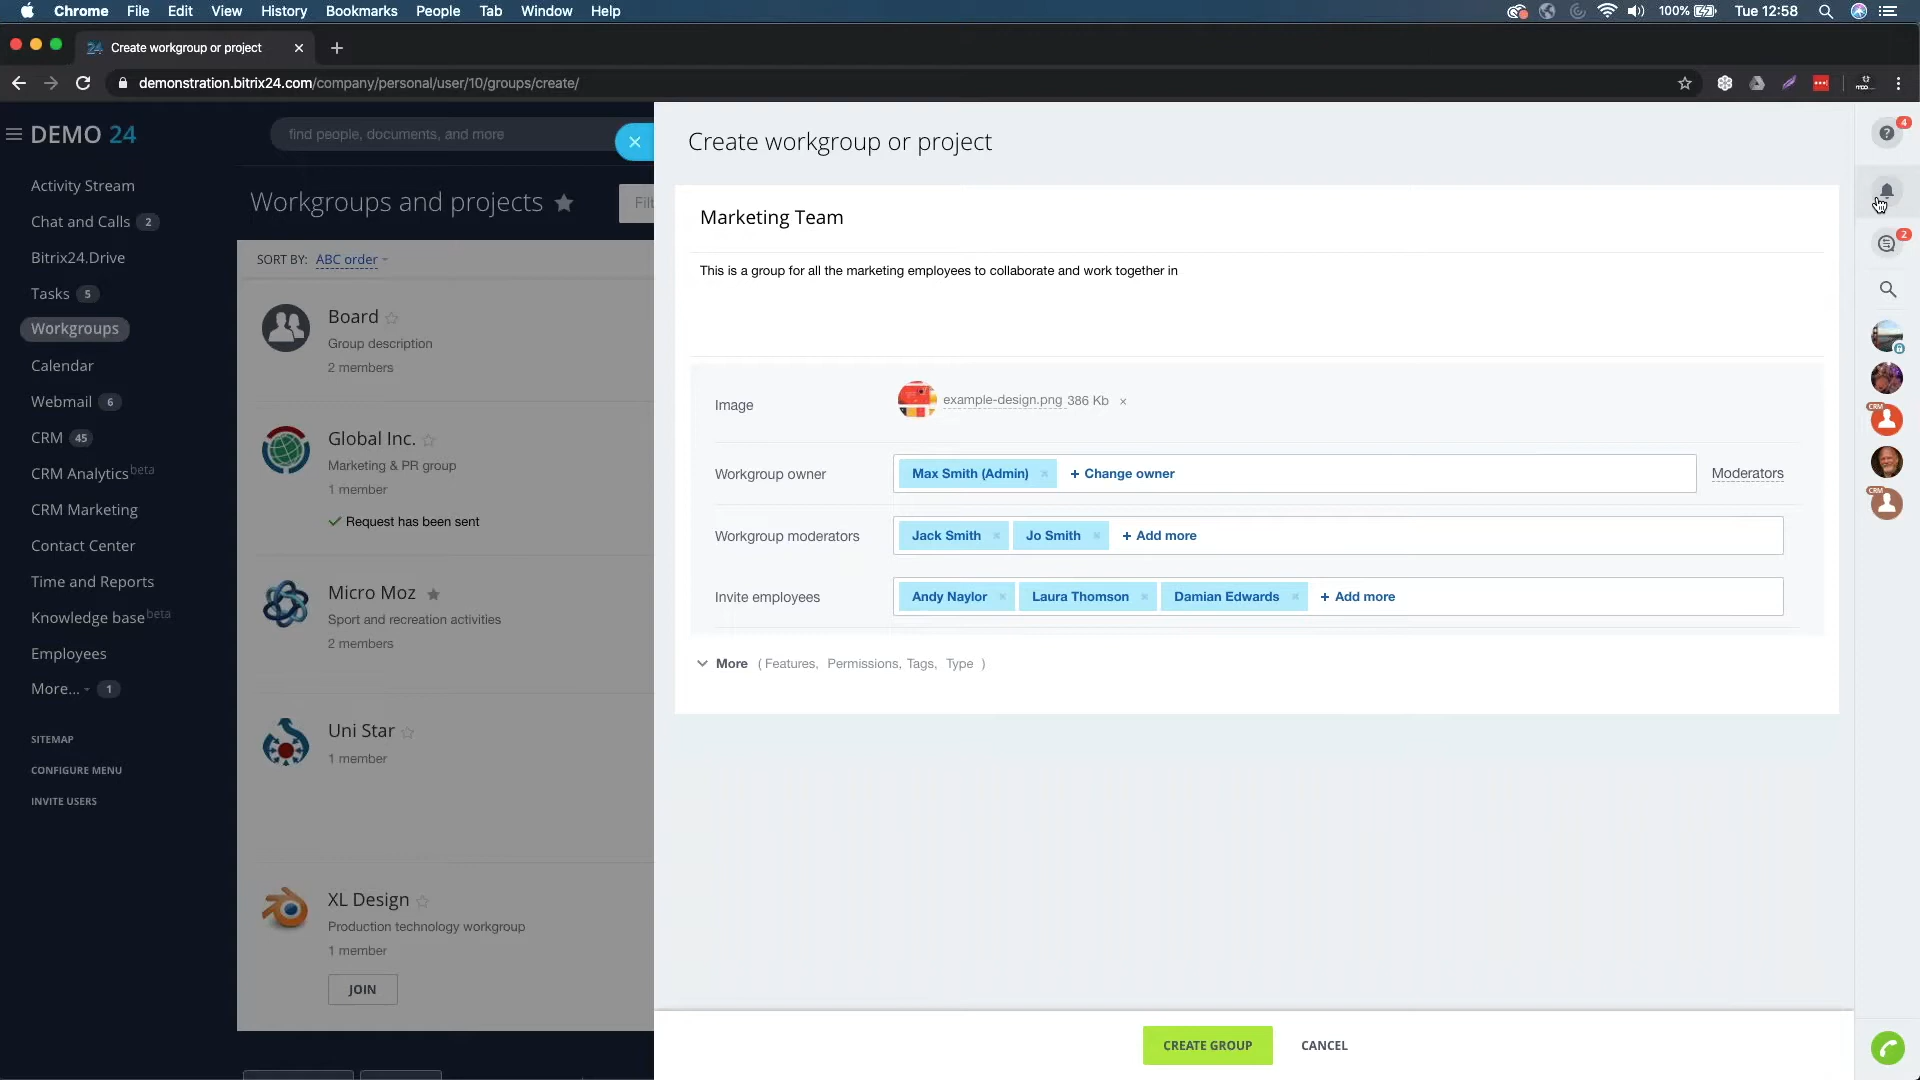 Chrome File Edit View History Bookmarks People Tab Window Help
100% Tue 12:58
24 Create workgroup or project
demonstration.bitrix24.com/company/personal/user/10/groups/create/
DEMO 24
find people, documents, and more
Activity Stream
Chat and Calls 2
Bitrix24.Drive
Tasks 5
Workgroups
Calendar
Webmail 6
CRM 45
CRM Analytics beta
CRM Marketing
Contact Center
Time and Reports
Knowledge base beta
Employees
More... 1
SITEMAP
CONFIGURE MENU
INVITE USERS
Workgroups and projects
Filt
SORT BY: ABC order
Board
Group description
2 members
Global Inc.
Marketing & PR group
1 member
Request has been sent
Micro Moz
Sport and recreation activities
2 members
Uni Star
1 member
XL Design
Production technology workgroup
1 member
JOIN
Create workgroup or project
Marketing Team
This is a group for all the marketing employees to collaborate and work together in
Image example-design.png 386 Kb ×
Workgroup owner Max Smith (Admin) × + Change owner Moderators
Workgroup moderators Jack Smith × Jo Smith × + Add more
Invite employees Andy Naylor × Laura Thomson × Damian Edwards × + Add more
More ( Features, Permissions, Tags, Type )
CREATE GROUP CANCEL
? 4
2
CRM
CRM